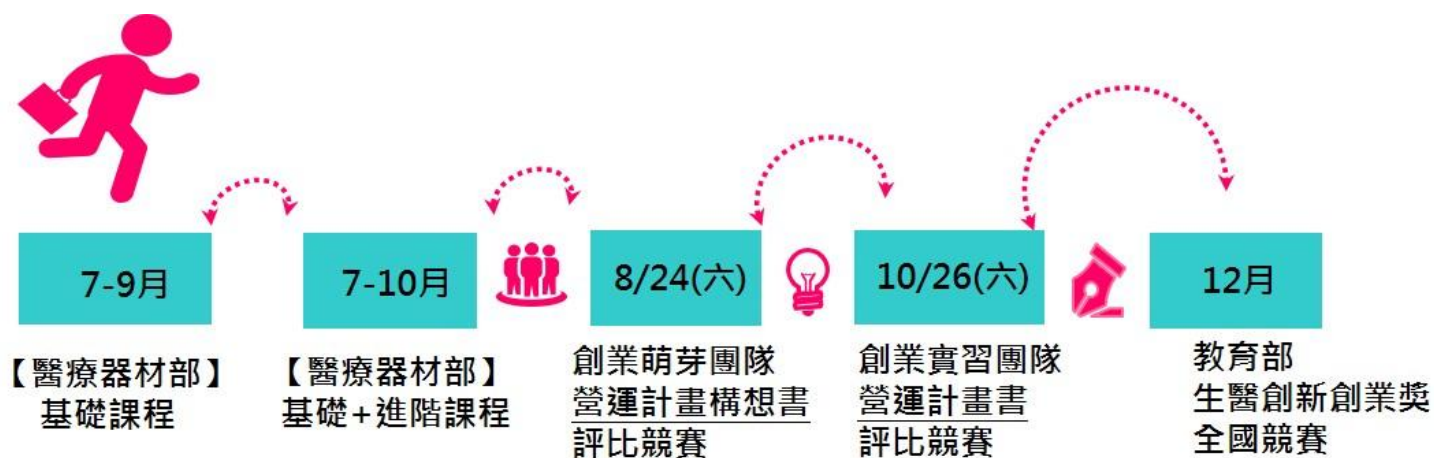 7-9月
【醫療器材部】
基礎課程
7-10月
【醫療器材部】
基礎+進階課程
8/24(六)
創業萌芽團隊
營運計畫構想書
評比競賽
10/26(六)
創業實習團隊
營運計畫書
評比競賽
12月
教育部
生醫創新創業獎
全國競賽